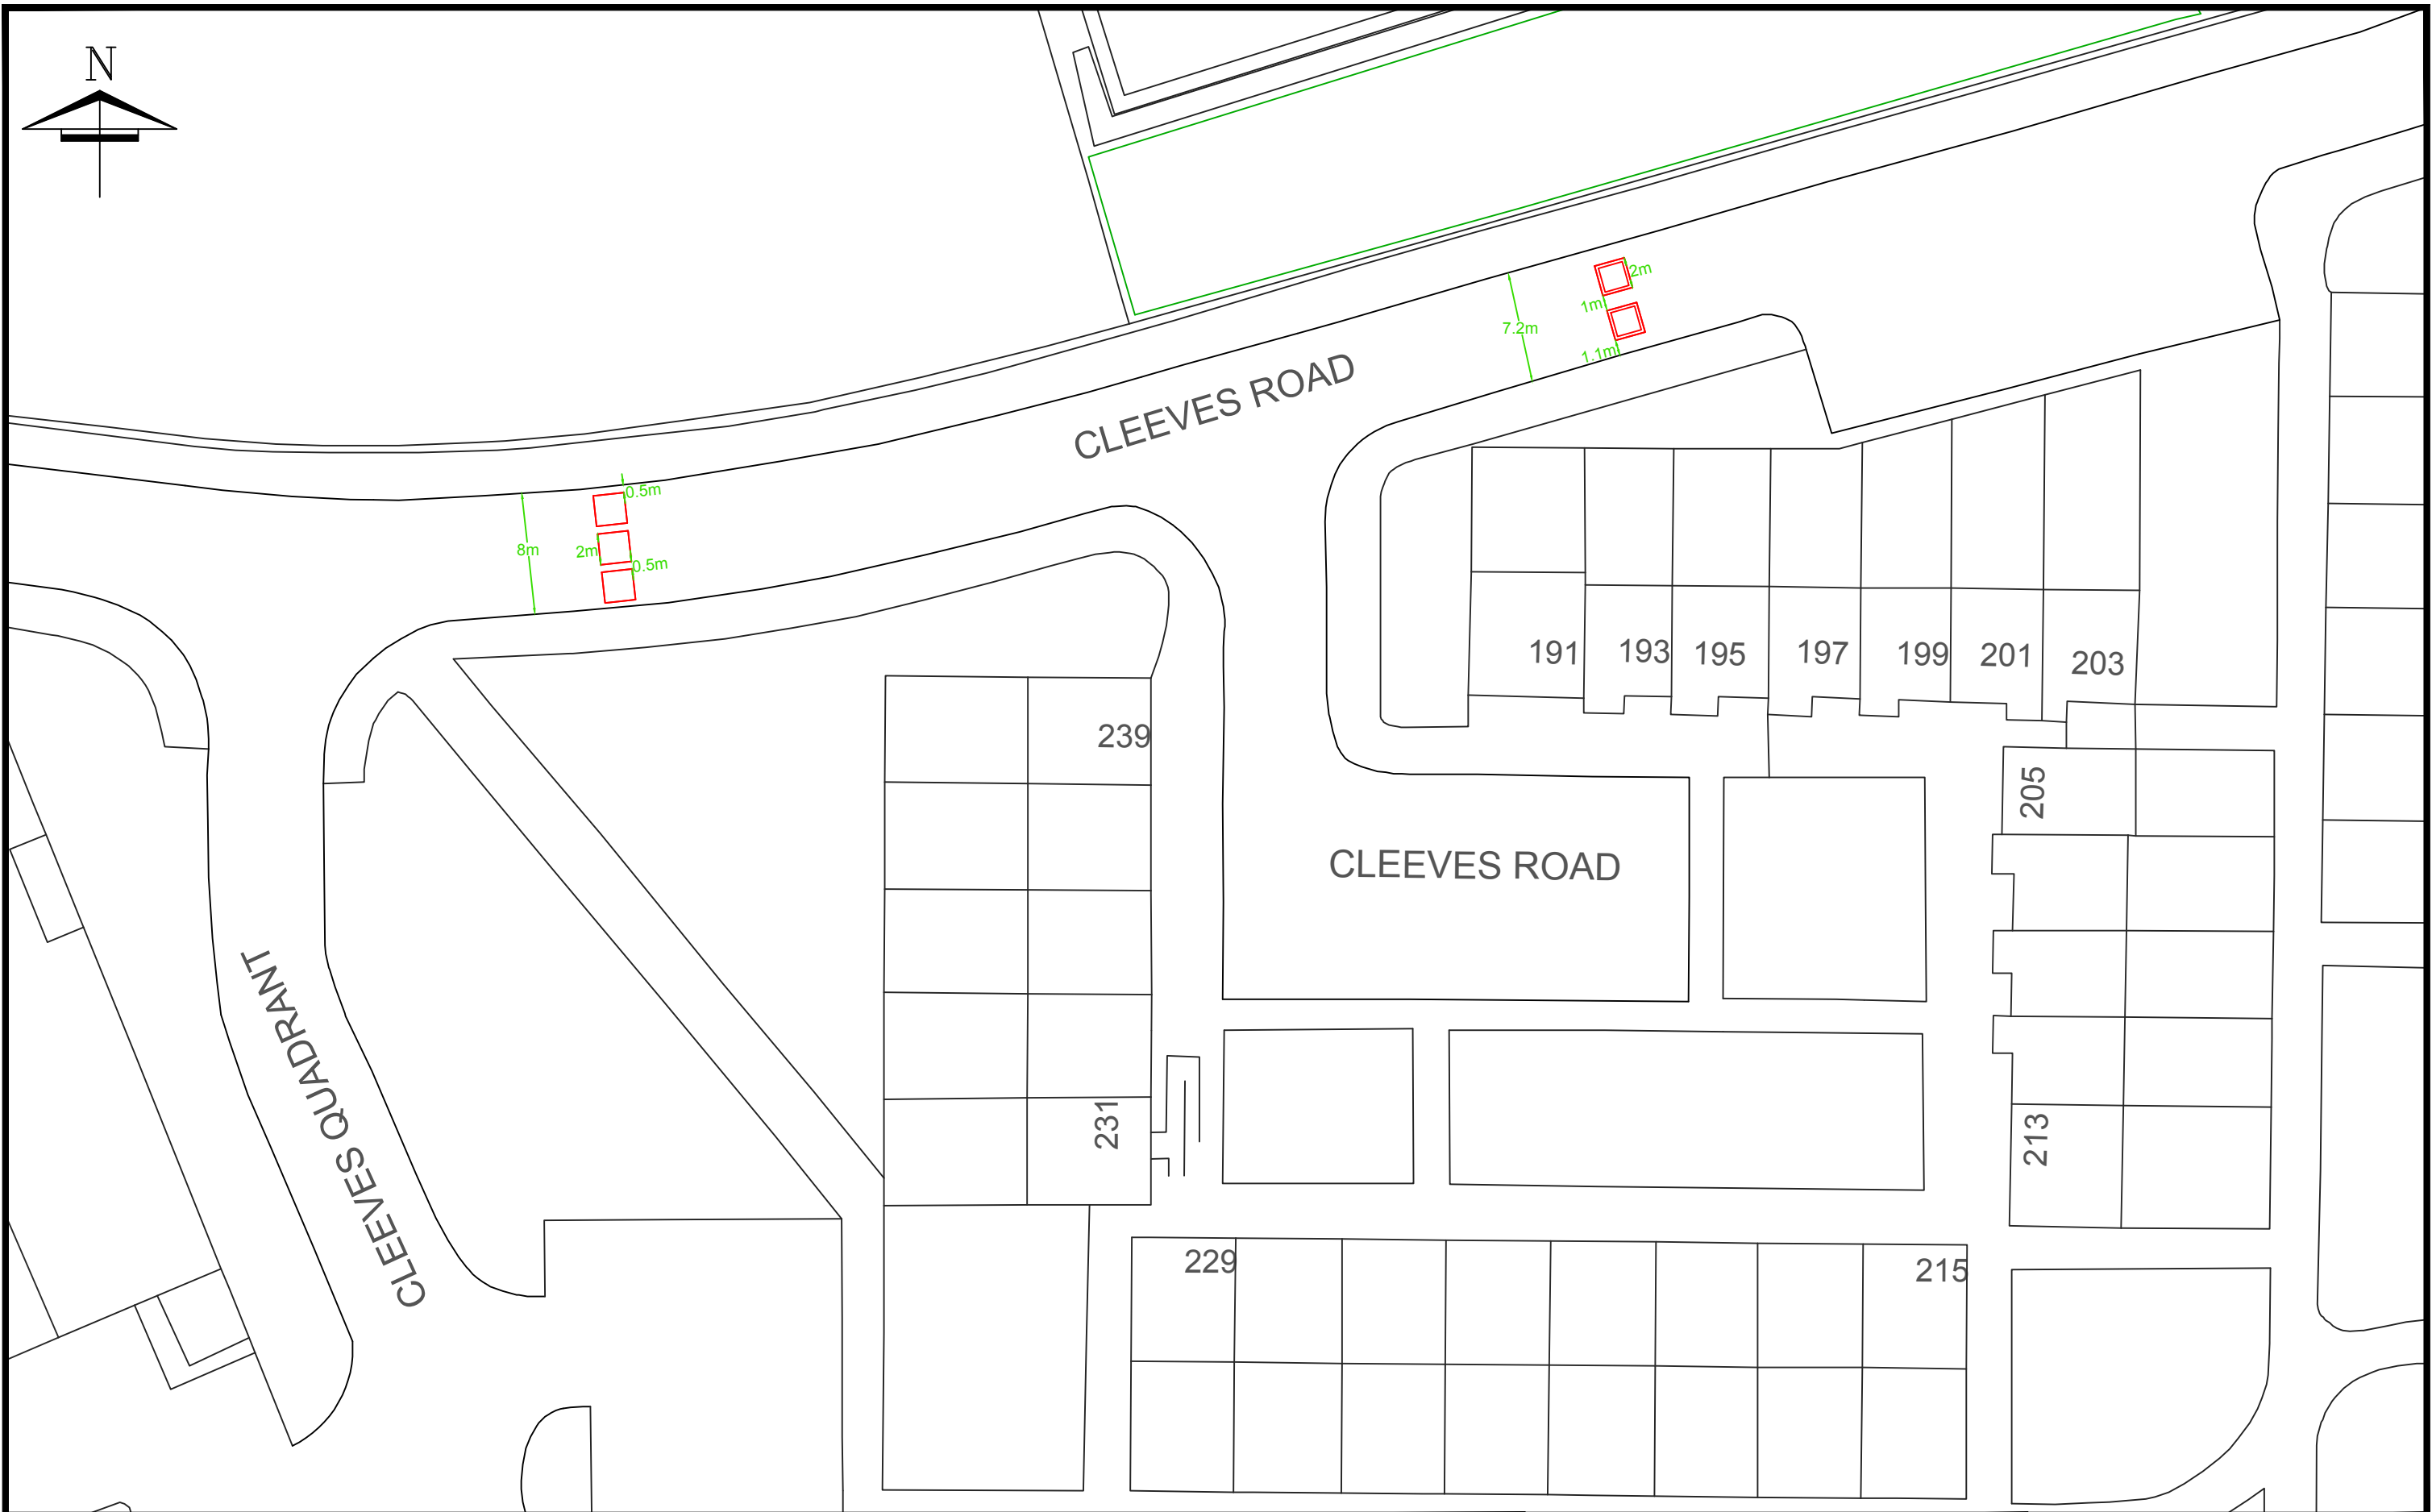 N
2m
1m
7.2m
1.1m
CLEEVES ROAD
0.5m
8m
2m
0.5m
191
193
195
197
199
201
203
239
205
CLEEVES ROAD
CLEEVES QUADRANT
231
213
229
215